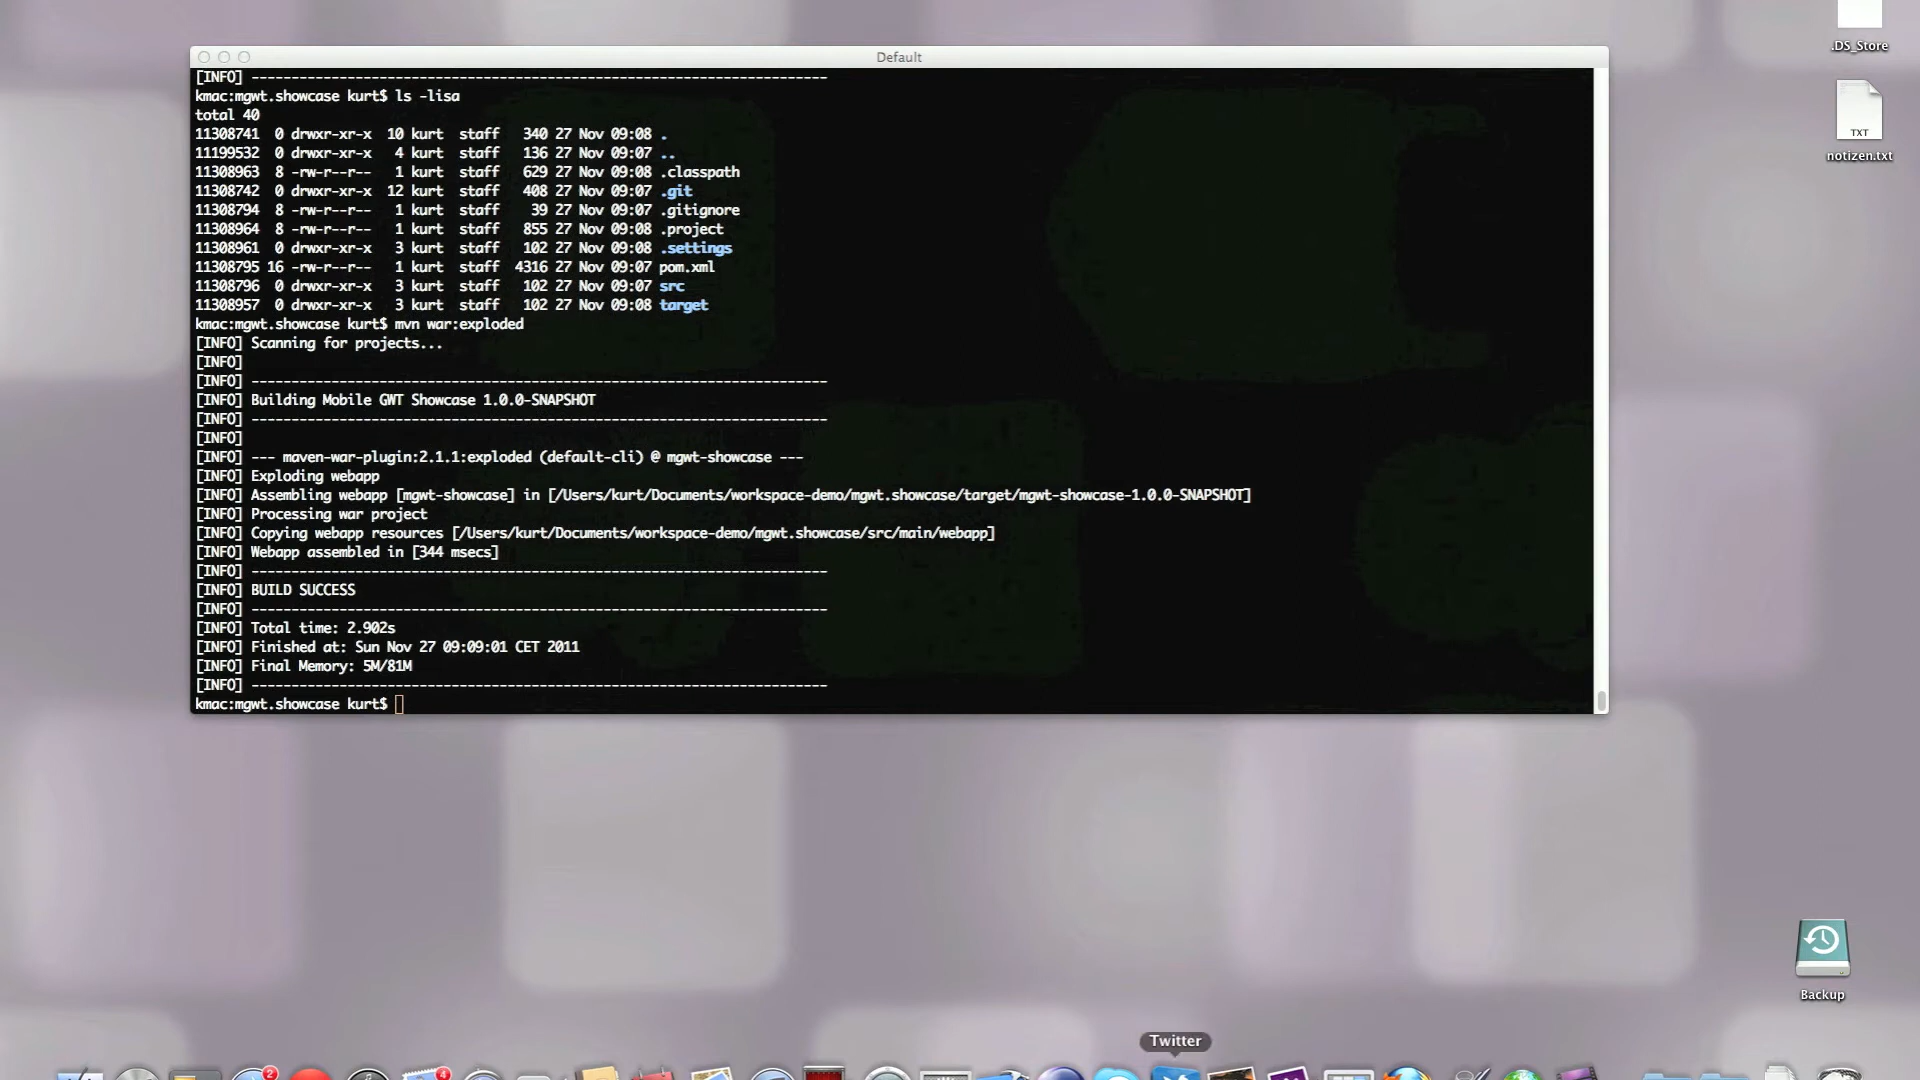 Default
[INFO] ------------------------------------------------------------------------
kmac:mgwt.showcase kurt$ ls -lisa
total 40
11308741  0 drwxr-xr-x  10 kurt  staff   340 27 Nov 09:08 .
11199532  0 drwxr-xr-x   4 kurt  staff   136 27 Nov 09:07 ..
11308963  8 -rw-r--r--   1 kurt  staff   629 27 Nov 09:08 .classpath
11308742  0 drwxr-xr-x  12 kurt  staff   408 27 Nov 09:07 .git
11308794  8 -rw-r--r--   1 kurt  staff    39 27 Nov 09:07 .gitignore
11308964  8 -rw-r--r--   1 kurt  staff   855 27 Nov 09:08 .project
11308961  0 drwxr-xr-x   3 kurt  staff   102 27 Nov 09:08 .settings
11308795 16 -rw-r--r--   1 kurt  staff  4316 27 Nov 09:07 pom.xml
11308796  0 drwxr-xr-x   3 kurt  staff   102 27 Nov 09:07 src
11308957  0 drwxr-xr-x   3 kurt  staff   102 27 Nov 09:08 target
kmac:mgwt.showcase kurt$ mvn war:exploded
[INFO] Scanning for projects...
[INFO]
[INFO] ------------------------------------------------------------------------
[INFO] Building Mobile GWT Showcase 1.0.0-SNAPSHOT
[INFO] ------------------------------------------------------------------------
[INFO]
[INFO] --- maven-war-plugin:2.1.1:exploded (default-cli) @ mgwt-showcase ---
[INFO] Exploding webapp
[INFO] Assembling webapp [mgwt-showcase] in [/Users/kurt/Documents/workspace-demo/mgwt.showcase/target/mgwt-showcase-1.0.0-SNAPSHOT]
[INFO] Processing war project
[INFO] Copying webapp resources [/Users/kurt/Documents/workspace-demo/mgwt.showcase/src/main/webapp]
[INFO] Webapp assembled in [344 msecs]
[INFO] ------------------------------------------------------------------------
[INFO] BUILD SUCCESS
[INFO] ------------------------------------------------------------------------
[INFO] Total time: 2.902s
[INFO] Finished at: Sun Nov 27 09:09:01 CET 2011
[INFO] Final Memory: 5M/81M
[INFO] ------------------------------------------------------------------------
kmac:mgwt.showcase kurt$
.DS_Store
TXT
notizen.txt
Backup
Twitter
2
4